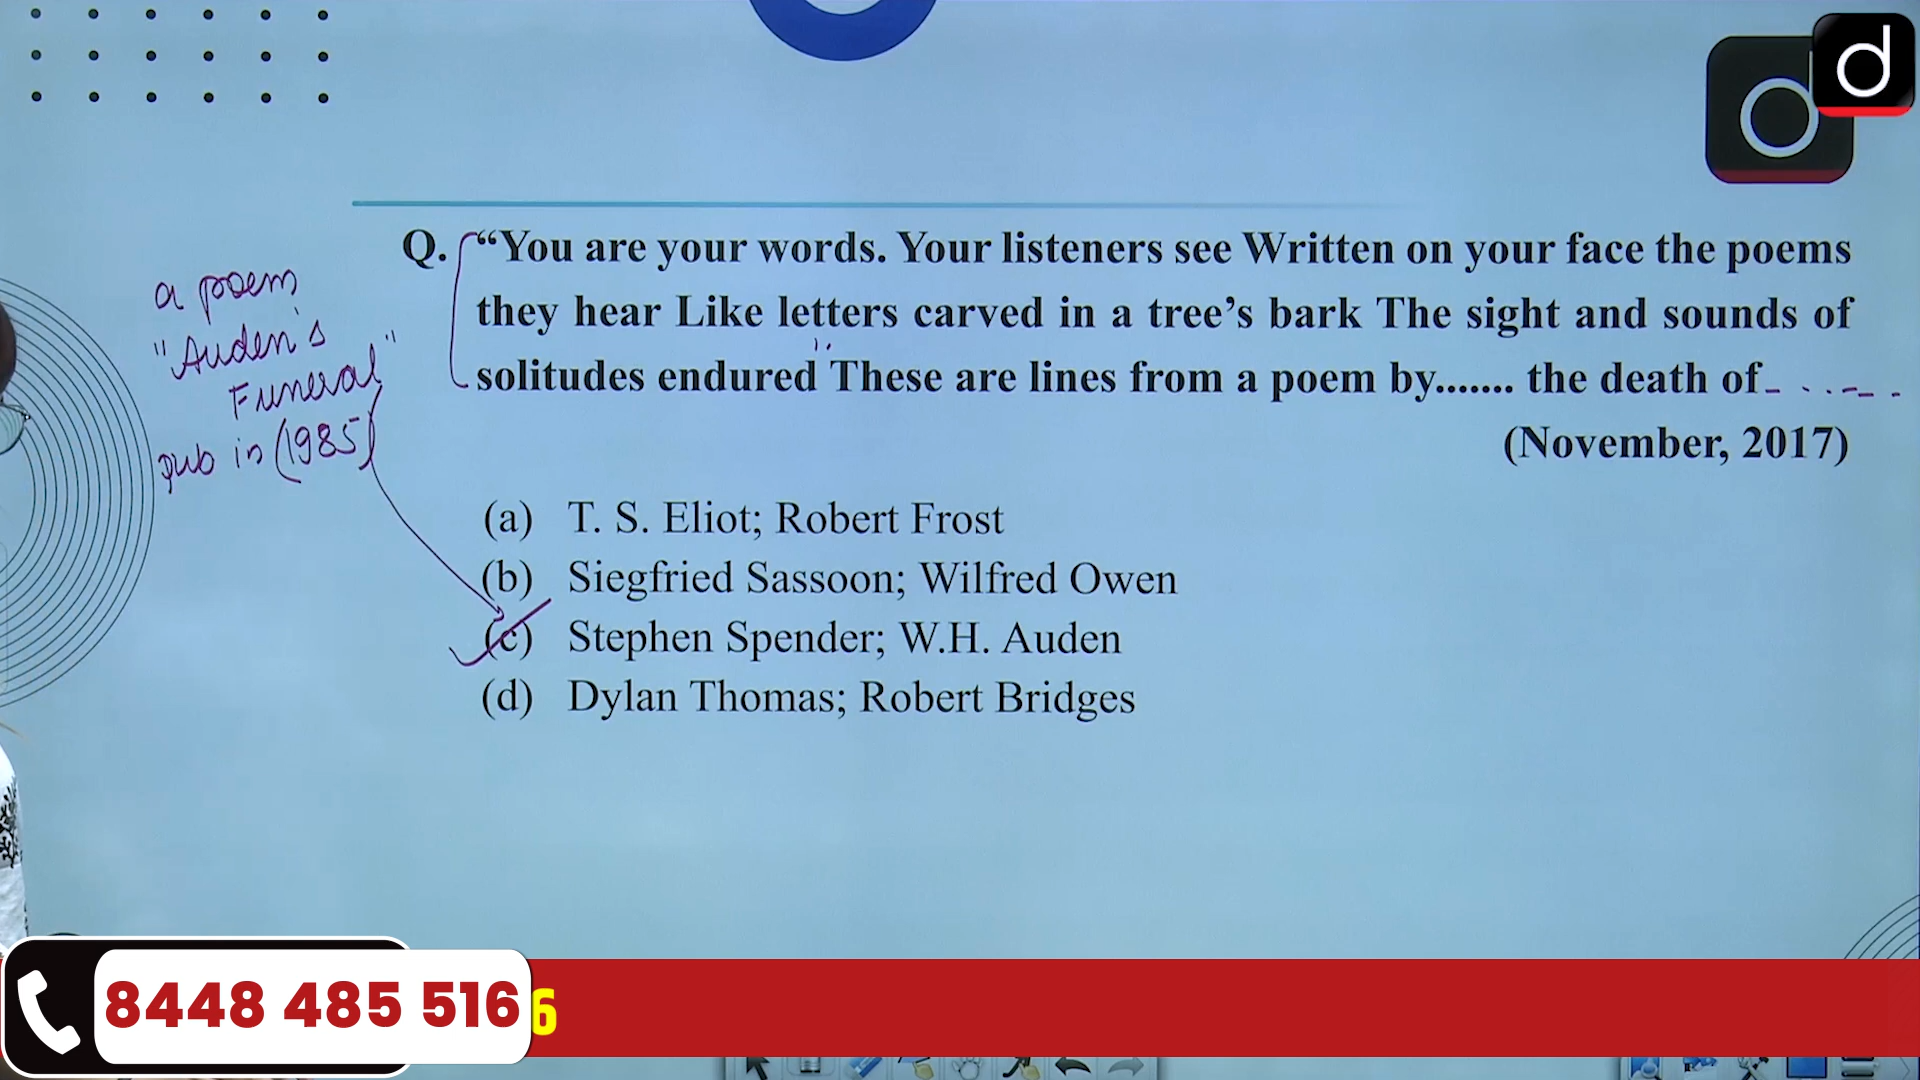 d
Q. “You are your words. Your listeners see Written on your face the poems
they hear Like letters carved in a tree’s bark The sight and sounds of
solitudes endured" These are lines from a poem by....... the death of
(November, 2017)
a poem
"Auden's
Funeral"
pub in (1985)
(a) T. S. Eliot; Robert Frost
(b) Siegfried Sassoon; Wilfred Owen
(c) Stephen Spender; W.H. Auden
(d) Dylan Thomas; Robert Bridges
8448 485 516
6